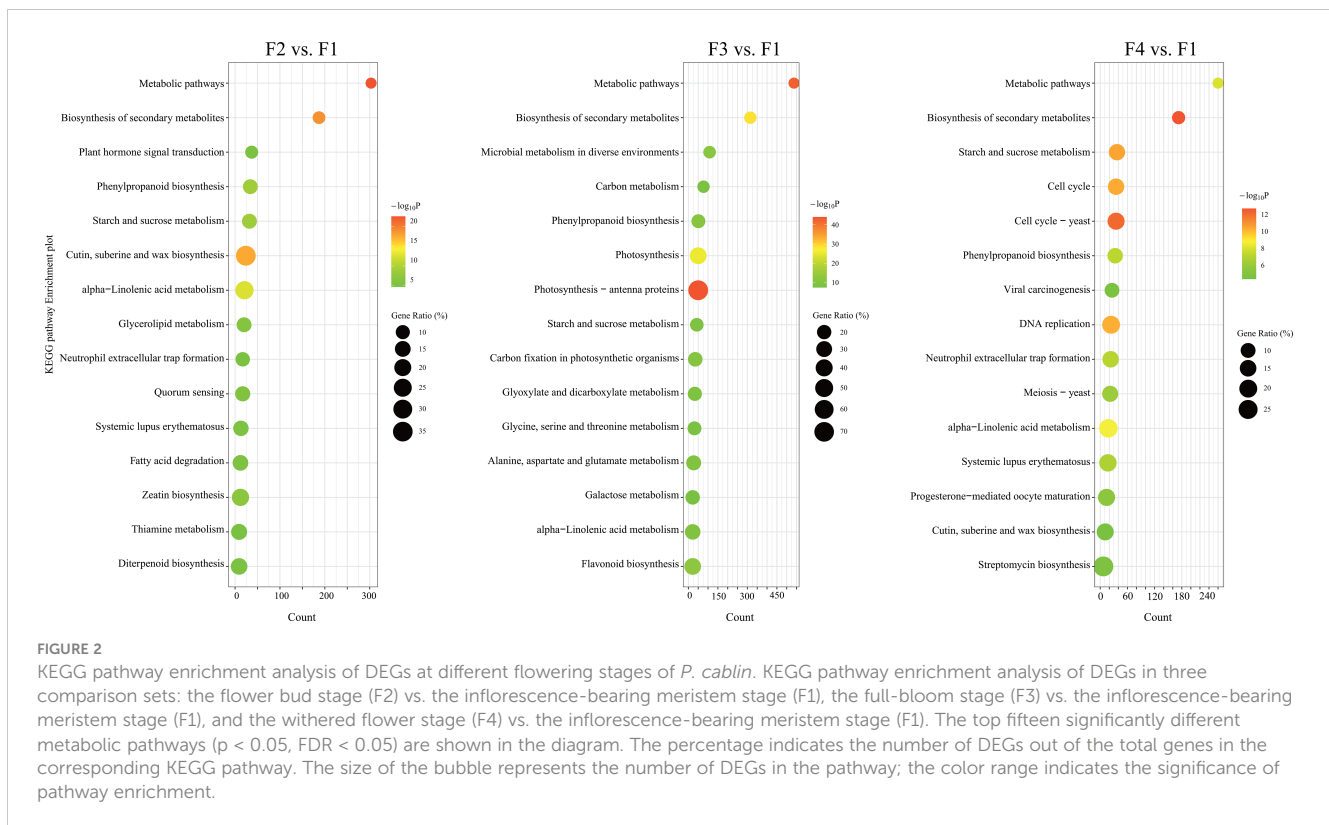 F2 vs. F1
KEGG pathway Enrichment plot
Metabolic pathways
Biosynthesis of secondary metabolites
Plant hormone signal transduction
Phenylpropanoid biosynthesis
Starch and sucrose metabolism
Cutin, suberine and wax biosynthesis
alpha−Linolenic acid metabolism
Glycerolipid metabolism
Neutrophil extracellular trap formation
Quorum sensing
Systemic lupus erythematosus
Fatty acid degradation
Zeatin biosynthesis
Thiamine metabolism
Diterpenoid biosynthesis
0 100 200 300
Count
−log10P
20
15
10
5
Gene Ratio (%)
10
15
20
25
30
35
F3 vs. F1
Metabolic pathways
Biosynthesis of secondary metabolites
Microbial metabolism in diverse environments
Carbon metabolism
Phenylpropanoid biosynthesis
Photosynthesis
Photosynthesis − antenna proteins
Starch and sucrose metabolism
Carbon fixation in photosynthetic organisms
Glyoxylate and dicarboxylate metabolism
Glycine, serine and threonine metabolism
Alanine, aspartate and glutamate metabolism
Galactose metabolism
alpha−Linolenic acid metabolism
Flavonoid biosynthesis
0 150 300 450
Count
−log10P
40
30
20
10
Gene Ratio (%)
20
30
40
50
60
70
F4 vs. F1
Metabolic pathways
Biosynthesis of secondary metabolites
Starch and sucrose metabolism
Cell cycle
Cell cycle − yeast
Phenylpropanoid biosynthesis
Viral carcinogenesis
DNA replication
Neutrophil extracellular trap formation
Meiosis − yeast
alpha−Linolenic acid metabolism
Systemic lupus erythematosus
Progesterone−mediated oocyte maturation
Cutin, suberine and wax biosynthesis
Streptomycin biosynthesis
0 60 120 180 240
Count
−log10P
12
10
8
6
Gene Ratio (%)
10
15
20
25
FIGURE 2
KEGG pathway enrichment analysis of DEGs at different flowering stages of P. cablin. KEGG pathway enrichment analysis of DEGs in three
comparison sets: the flower bud stage (F2) vs. the inflorescence-bearing meristem stage (F1), the full-bloom stage (F3) vs. the inflorescence-bearing
meristem stage (F1), and the withered flower stage (F4) vs. the inflorescence-bearing meristem stage (F1). The top fifteen significantly different
metabolic pathways (p < 0.05, FDR < 0.05) are shown in the diagram. The percentage indicates the number of DEGs out of the total genes in the
corresponding KEGG pathway. The size of the bubble represents the number of DEGs in the pathway; the color range indicates the significance of
pathway enrichment.